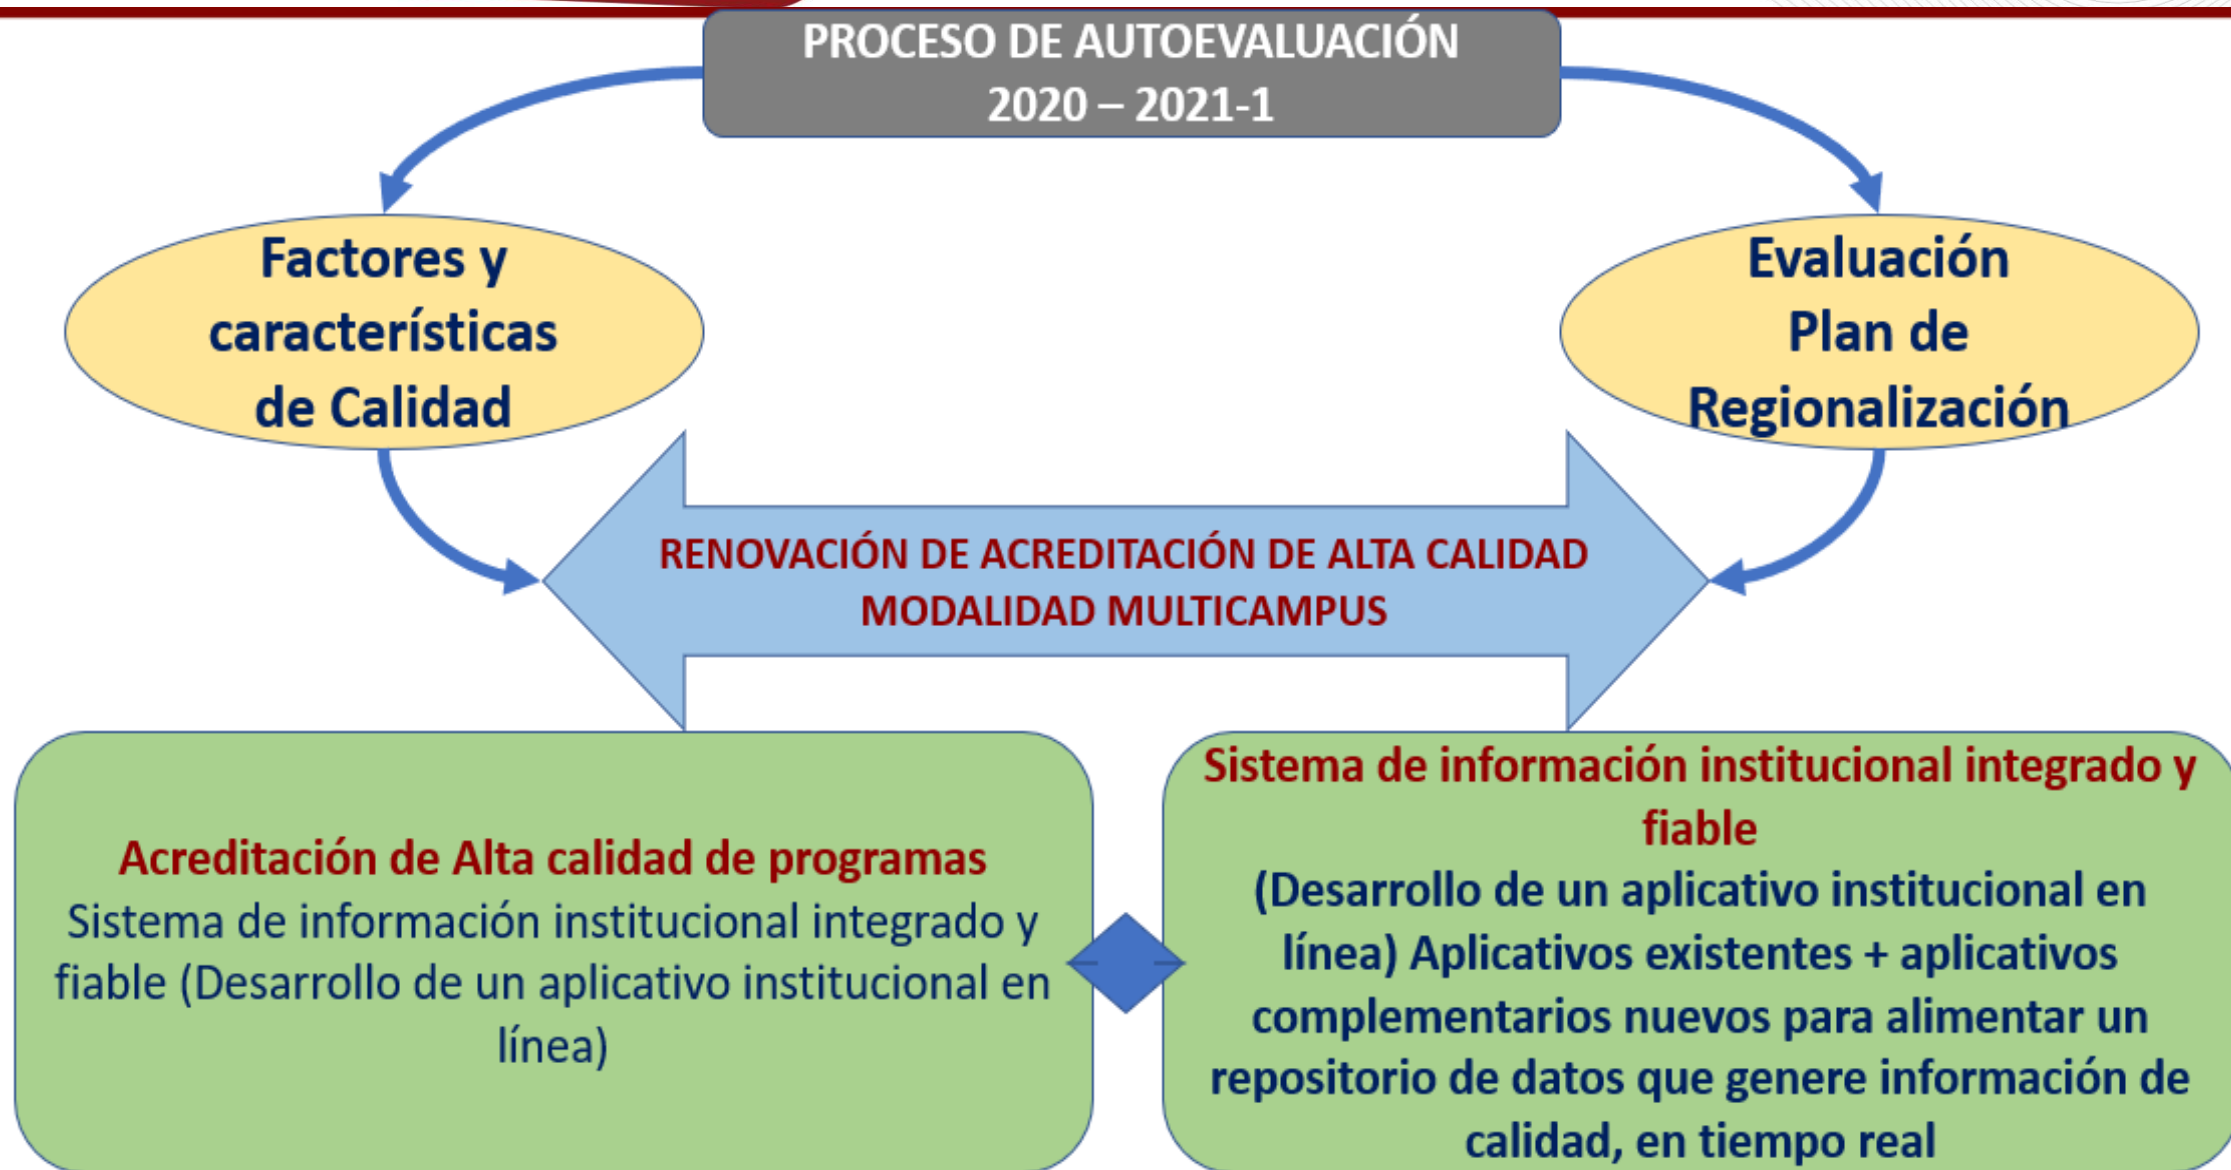 PROCESO DE AUTOEVALUACIÓN
2020 – 2021-1
Factores y
características
de Calidad
Evaluación
Plan de
Regionalización
RENOVACIÓN DE ACREDITACIÓN DE ALTA CALIDAD
MODALIDAD MULTICAMPUS
Acreditación de Alta calidad de programas
Sistema de información institucional integrado y
fiable (Desarrollo de un aplicativo institucional en
línea)
Sistema de información institucional integrado y
fiable
(Desarrollo de un aplicativo institucional en
línea) Aplicativos existentes + aplicativos
complementarios nuevos para alimentar un
repositorio de datos que genere información de
calidad, en tiempo real